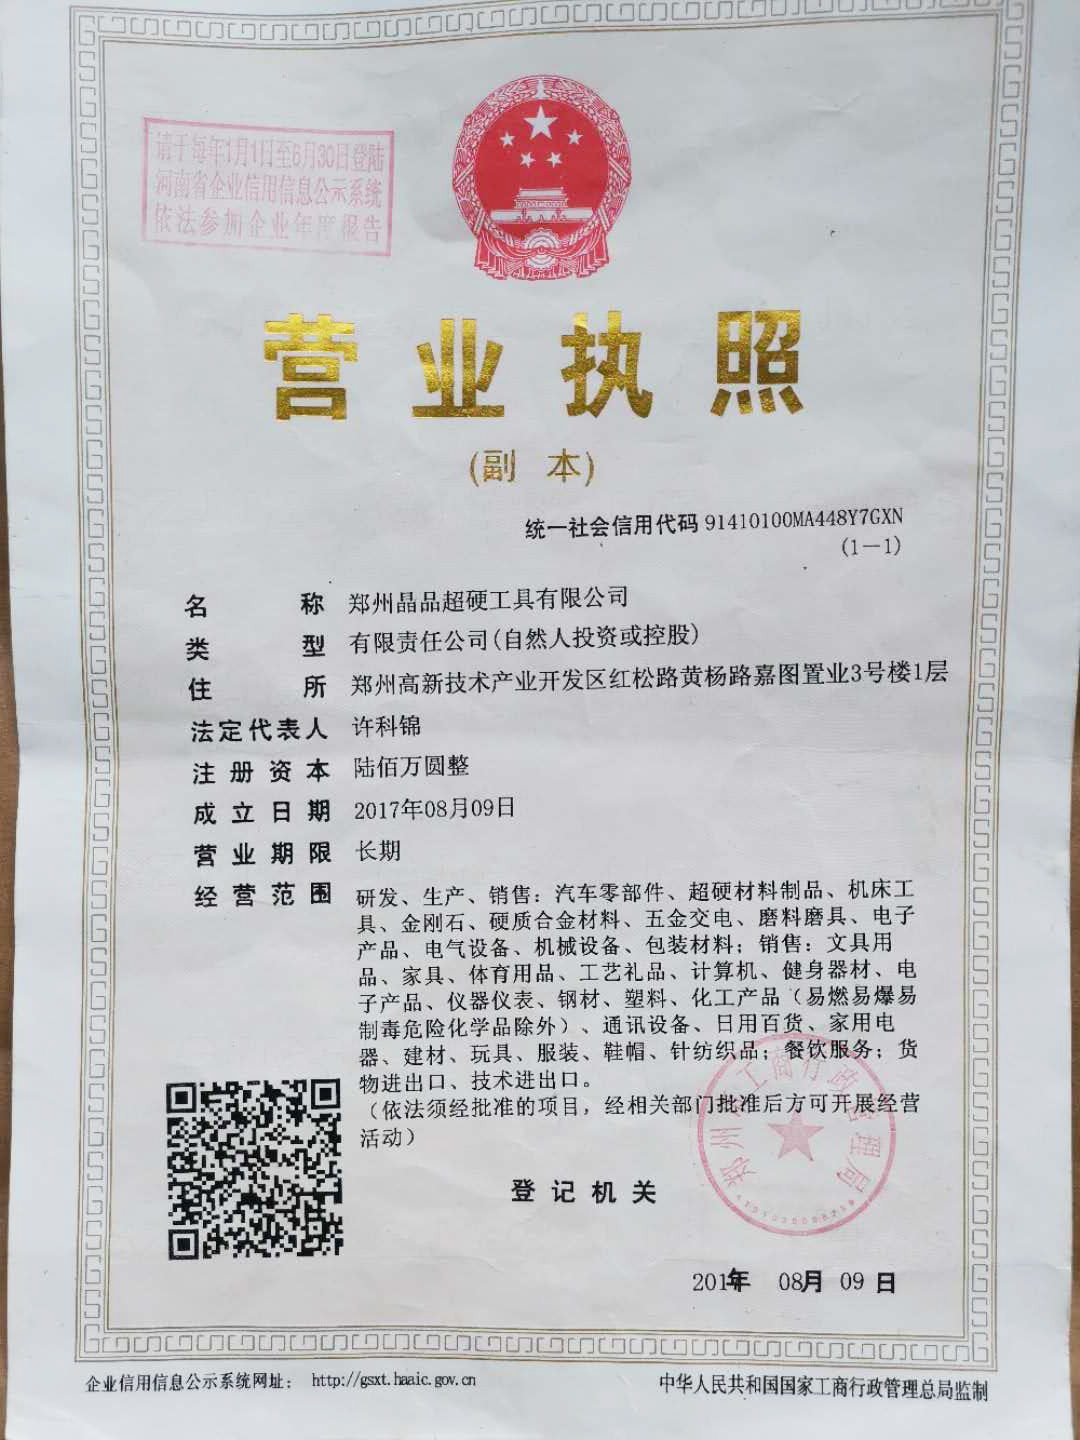 请于每年1月1日至6月30日登陆
河南省企业信用信息公示系统
依法参加企业年度报告
营业执照
(副 本)
统一社会信用代码 91410100MA448Y7GXN
(1—1)
名 称 郑州晶品超硬工具有限公司
类 型 有限责任公司(自然人投资或控股)
住 所 郑州高新技术产业开发区红松路黄杨路嘉图置业3号楼1层
法定代表人 许科锦
注册资本 陆佰万圆整
成立日期 2017年08月09日
营业期限 长期
经营范围 研发、生产、销售：汽车零部件、超硬材料制品、机床工
具、金刚石、硬质合金材料、五金交电、磨料磨具、电子
产品、电气设备、机械设备、包装材料；销售：文具用
品、家具、体育用品、工艺礼品、计算机、健身器材、电
子产品、仪器仪表、钢材、塑料、化工产品（易燃易爆易
制毒危险化学品除外）、通讯设备、日用百货、家用电
器、建材、玩具、服装、鞋帽、针纺织品；餐饮服务；货
物进出口、技术进出口。
（依法须经批准的项目，经相关部门批准后方可开展经营
活动）
郑州市工商行政管理局
登记机关
2017年 08月 09 日
企业信用信息公示系统网址： http://gsxt.haaic.gov.cn
中华人民共和国国家工商行政管理总局监制